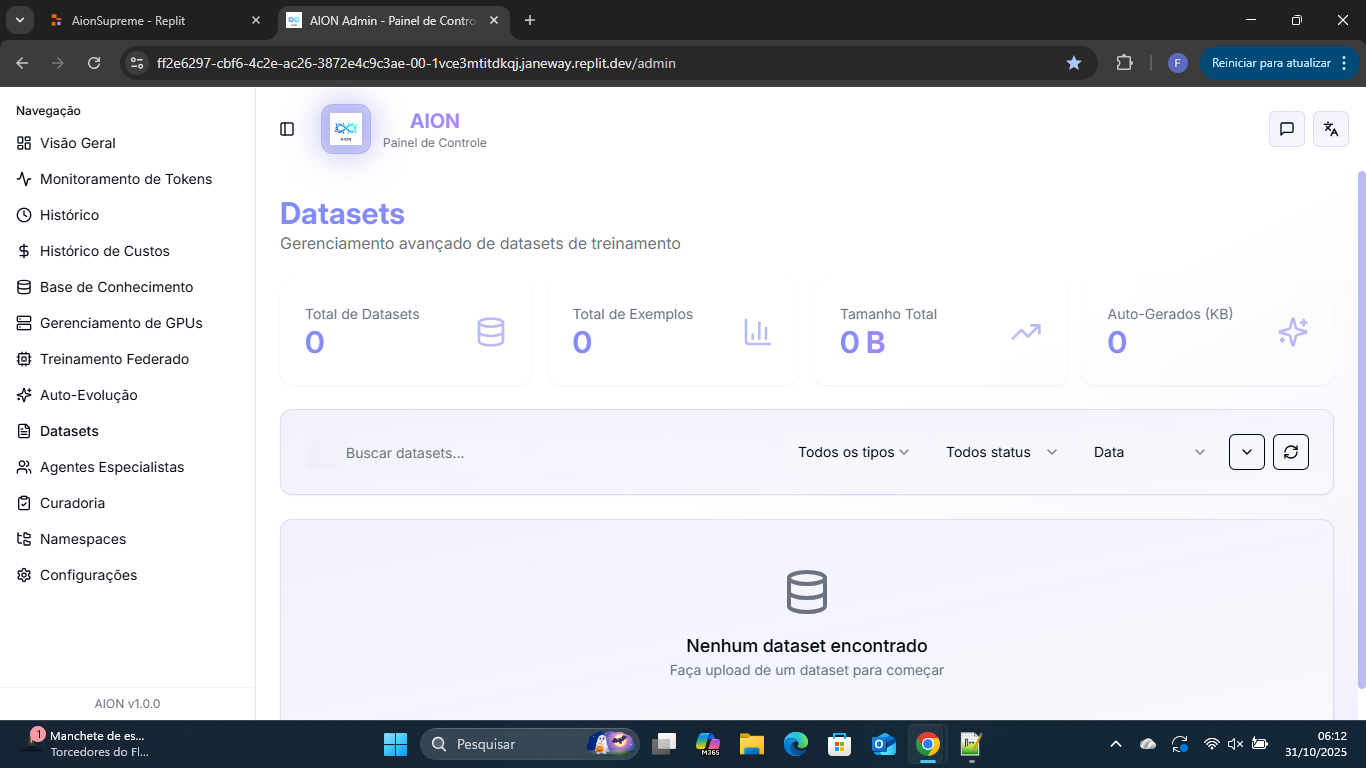 AionSupreme - Replit
AION Admin - Painel de Contro
ff2e6297-cbf6-4c2e-ac26-3872e4c9c3ae-00-1vce3mtitdkqj.janeway.replit.dev/admin
F
Reiniciar para atualizar
Navegação
Visão Geral
Monitoramento de Tokens
Histórico
Histórico de Custos
Base de Conhecimento
Gerenciamento de GPUs
Treinamento Federado
Auto-Evolução
Datasets
Agentes Especialistas
Curadoria
Namespaces
Configurações
AION v1.0.0
AION
AION
Painel de Controle
Datasets
Gerenciamento avançado de datasets de treinamento
Total de Datasets
0
Total de Exemplos
0
Tamanho Total
0 B
Auto-Gerados (KB)
0
Buscar datasets...
Todos os tipos
Todos status
Data
Nenhum dataset encontrado
Faça upload de um dataset para começar
1
Manchete de es...
Torcedores do Fl...
Pesquisar
M365
06:12
31/10/2025